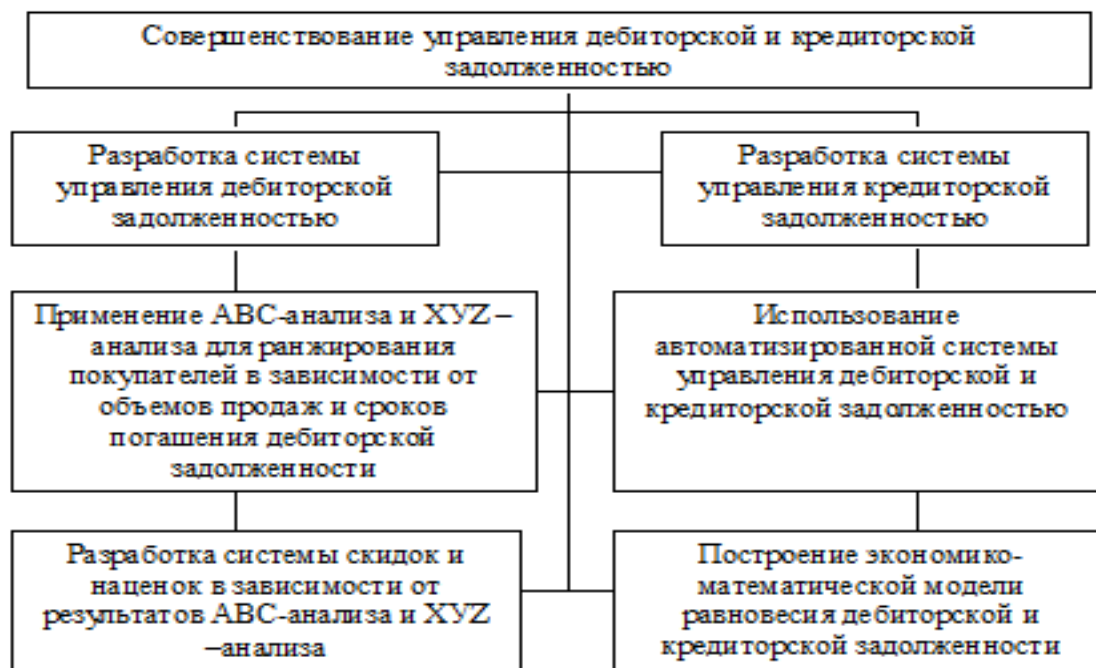 Совершенствование управления дебиторской и кредиторской
задолженностью
Разработка системы
управления дебиторской
задолженностью
Разработка системы
управления кредиторской
задолженностью
Применение АВС-анализа и ХУZ –
анализа для ранжирования
покупателей в зависимости от
объемов продаж и сроков
погашения дебиторской
задолженности
Использование
автоматизированной системы
управления дебиторской и
кредиторской задолженностью
Разработка системы скидок и
наценок в зависимости от
результатов АВС-анализа и ХУZ
–анализа
Построение экономико-
математической модели
равновесия дебиторской и
кредиторской задолженности